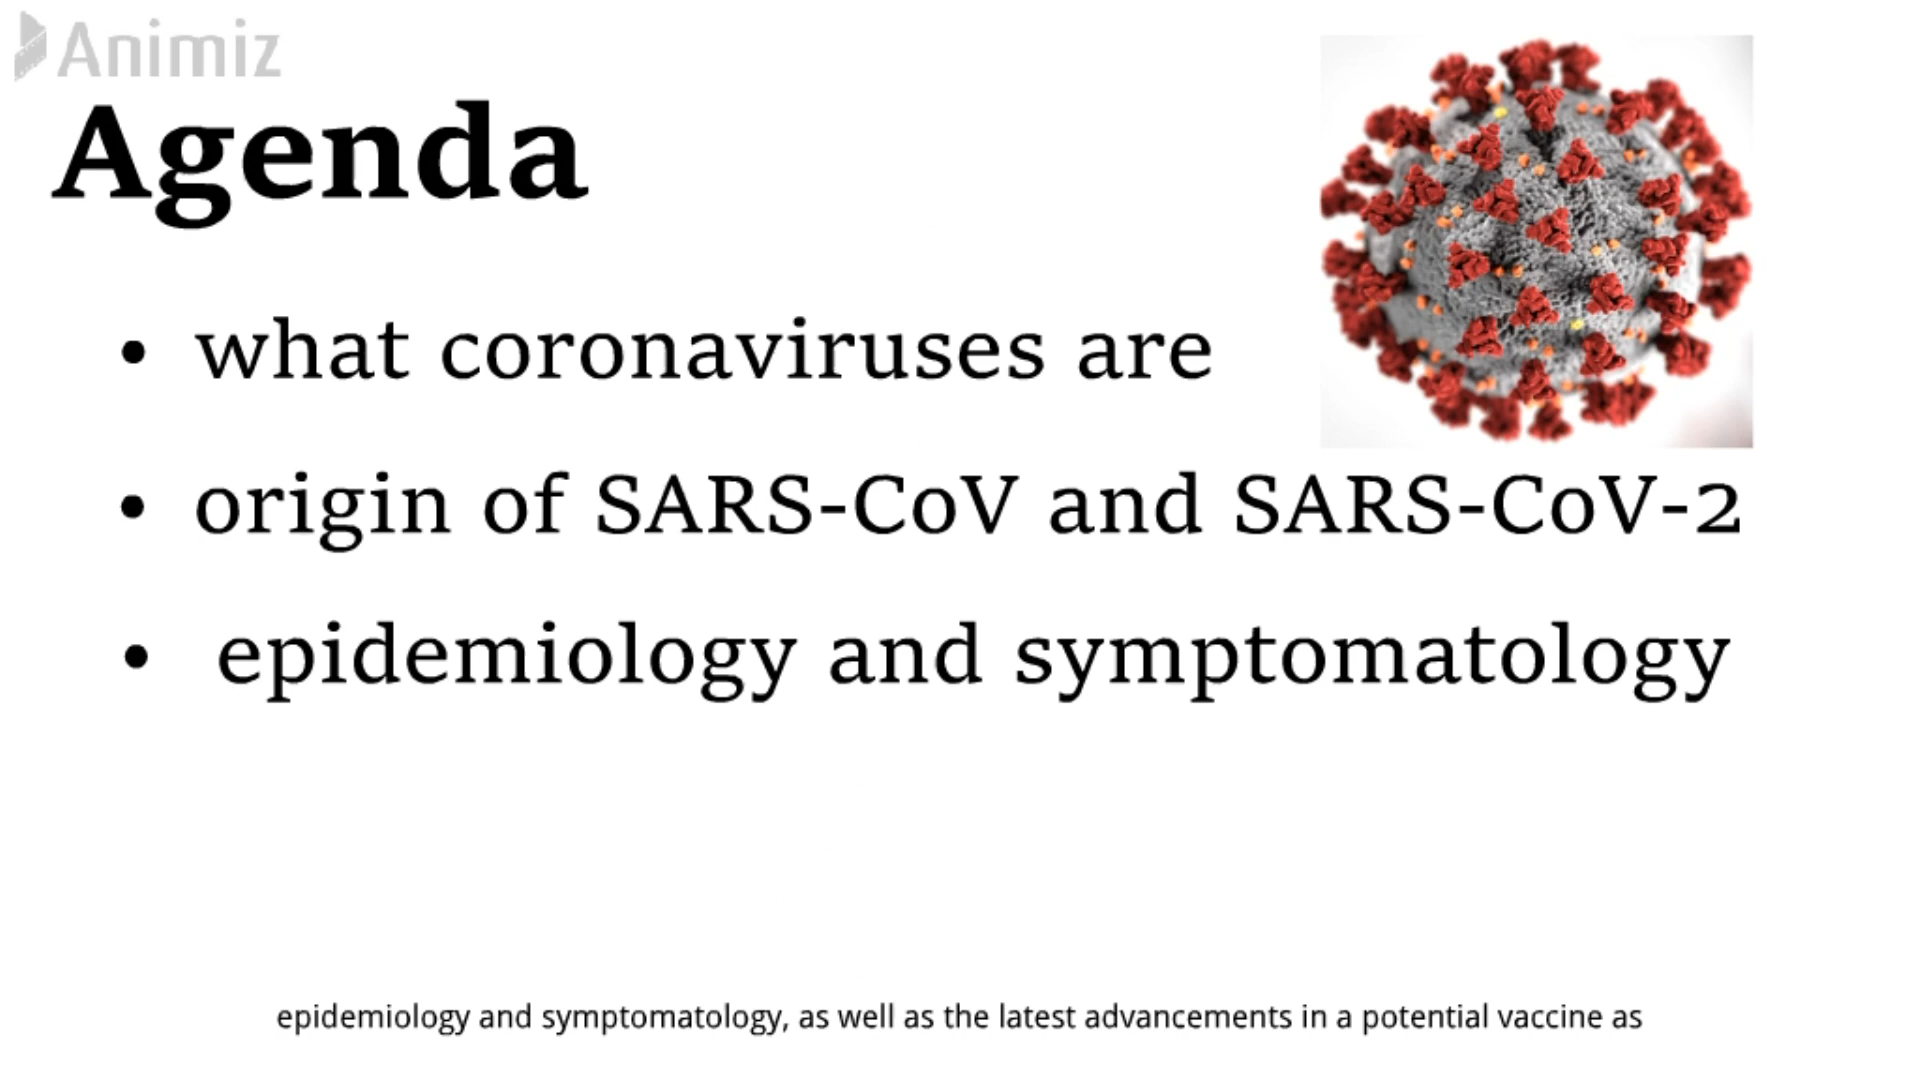 Animiz
Agenda
• what coronaviruses are
• origin of SARS-CoV and SARS-CoV-2
• epidemiology and symptomatology
epidemiology and symptomatology, as well as the latest advancements in a potential vaccine as